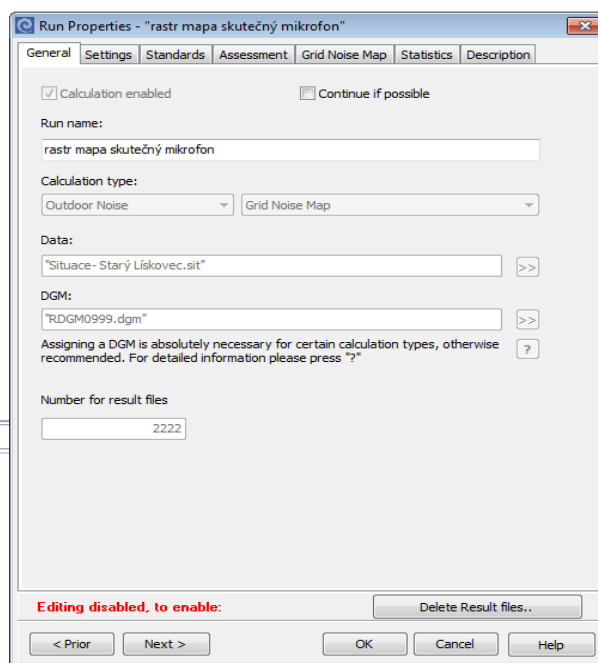 Run Properties - "rastr mapa skutečný mikrofon"
General Settings Standards Assessment Grid Noise Map Statistics Description
Calculation enabled Continue if possible
Run name:
rastr mapa skutečný mikrofon
Calculation type:
Outdoor Noise Grid Noise Map
Data:
"Situace- Starý Lískovec.sit" >>
DGM:
"RDGM0999.dgm" >>
Assigning a DGM is absolutely necessary for certain calculation types, otherwise ?
recommended. For detailed information please press "?"
Number for result files
2222
Editing disabled, to enable: Delete Result files..
< Prior Next > OK Cancel Help